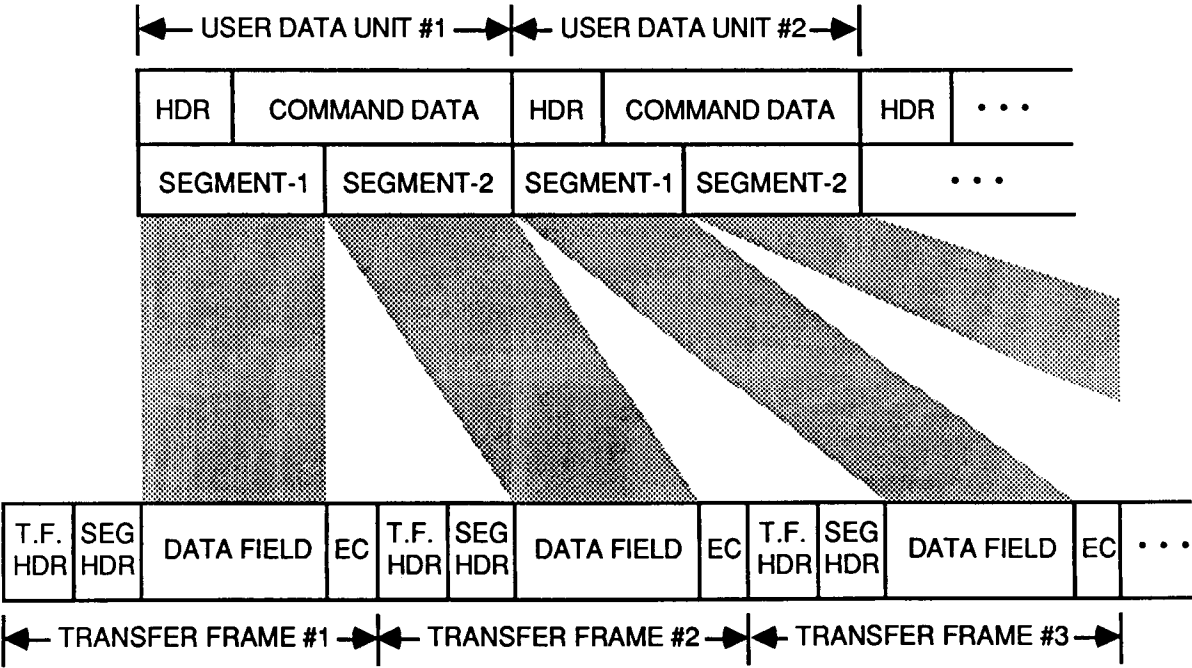 USER DATA UNIT #1 USER DATA UNIT #2
HDR COMMAND DATA HDR COMMAND DATA HDR • • •
SEGMENT-1 SEGMENT-2 SEGMENT-1 SEGMENT-2 • • •
T.F. HDR SEG HDR DATA FIELD EC T.F. HDR SEG HDR DATA FIELD EC T.F. HDR SEG HDR DATA FIELD EC • • •
TRANSFER FRAME #1 TRANSFER FRAME #2 TRANSFER FRAME #3